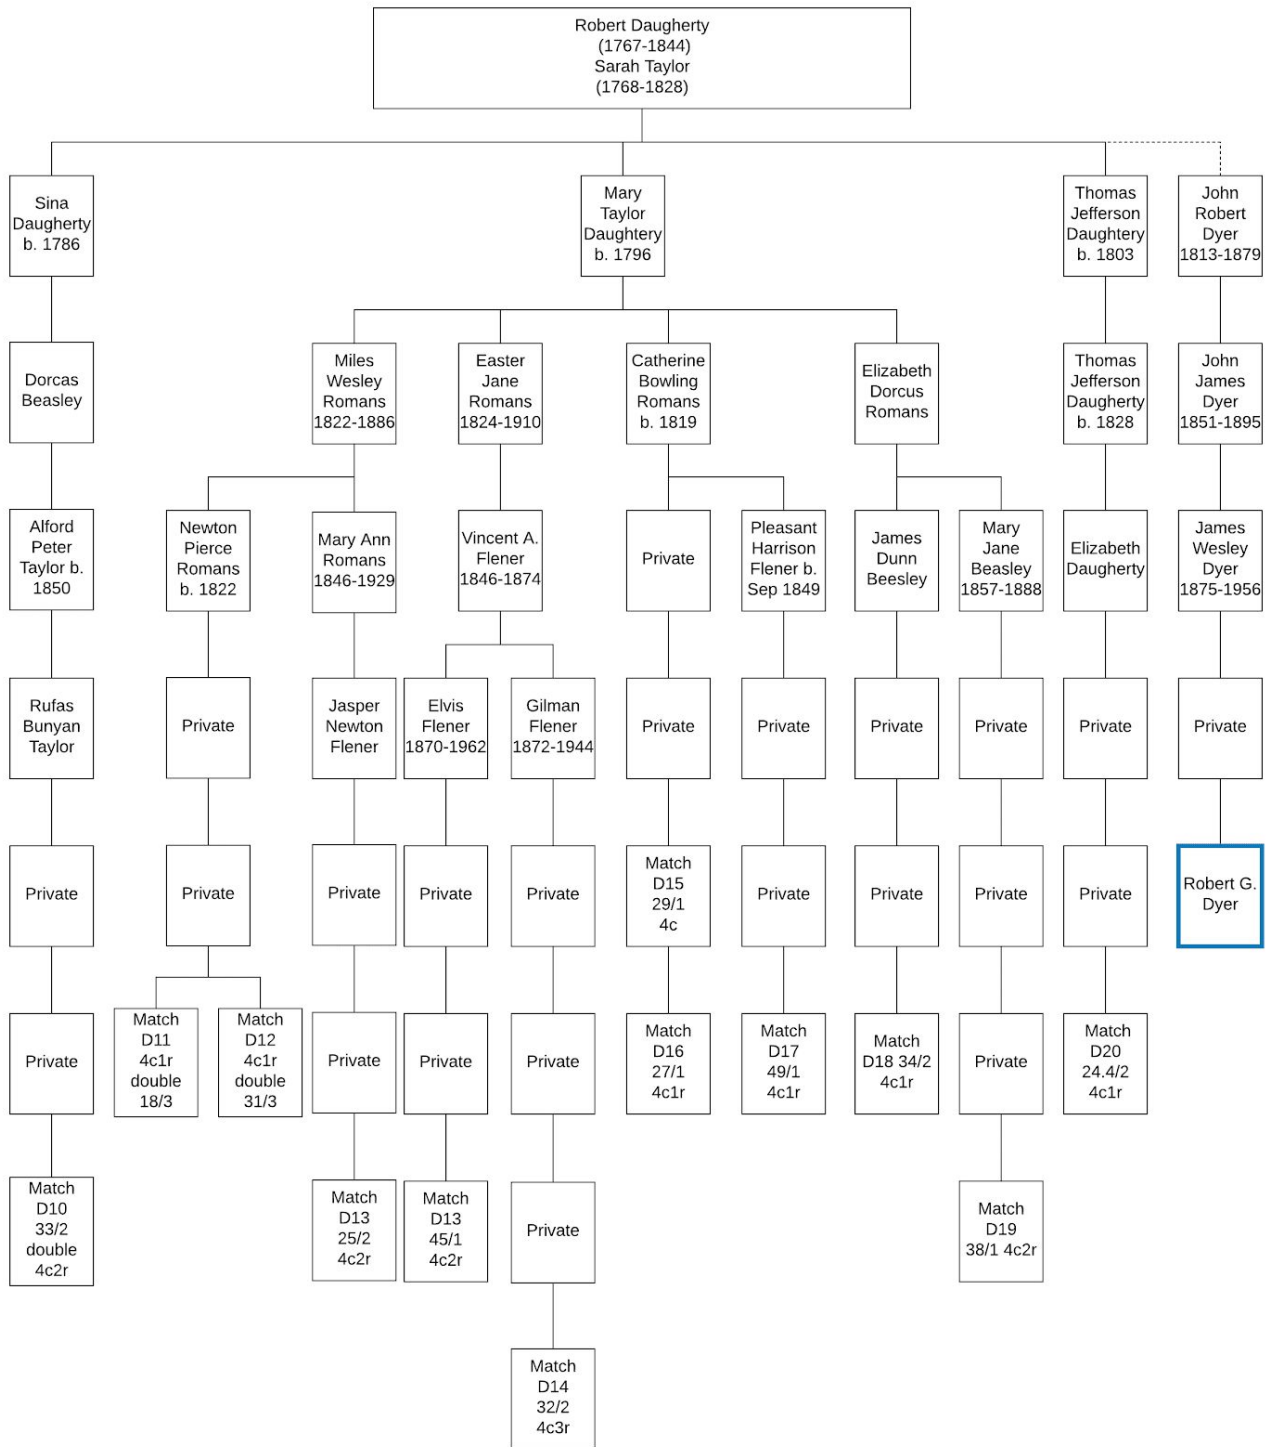 Robert Daugherty
(1767-1844)
Sarah Taylor
(1768-1828)
Sina
Daugherty
b. 1786
Mary
Taylor
Daughtery
b. 1796
Thomas
Jefferson
Daughtery
b. 1803
John
Robert
Dyer
1813-1879
Dorcas
Beasley
Miles
Wesley
Romans
1822-1886
Easter
Jane
Romans
1824-1910
Catherine
Bowling
Romans
b. 1819
Elizabeth
Dorcus
Romans
Thomas
Jefferson
Daugherty
b. 1828
John
James
Dyer
1851-1895
Alford
Peter
Taylor b.
1850
Newton
Pierce
Romans
b. 1822
Mary Ann
Romans
1846-1929
Vincent A.
Flener
1846-1874
Private
Pleasant
Harrison
Flener b.
Sep 1849
James
Dunn
Beesley
Mary
Jane
Beasley
1857-1888
Elizabeth
Daugherty
James
Wesley
Dyer
1875-1956
Rufas
Bunyan
Taylor
Private
Jasper
Newton
Flener
Elvis
Flener
1870-1962
Gilman
Flener
1872-1944
Private
Private
Private
Private
Private
Private
Private
Private
Private
Private
Private
Match
D15
29/1
4c
Private
Private
Private
Private
Robert G.
Dyer
Private
Match
D11
4c1r
double
18/3
Match
D12
4c1r
double
31/3
Private
Private
Private
Match
D16
27/1
4c1r
Match
D17
49/1
4c1r
Match
D18 34/2
4c1r
Private
Match
D20
24.4/2
4c1r
Match
D10
33/2
double
4c2r
Match
D13
25/2
4c2r
Match
D13
45/1
4c2r
Private
Match
D19
38/1 4c2r
Match
D14
32/2
4c3r